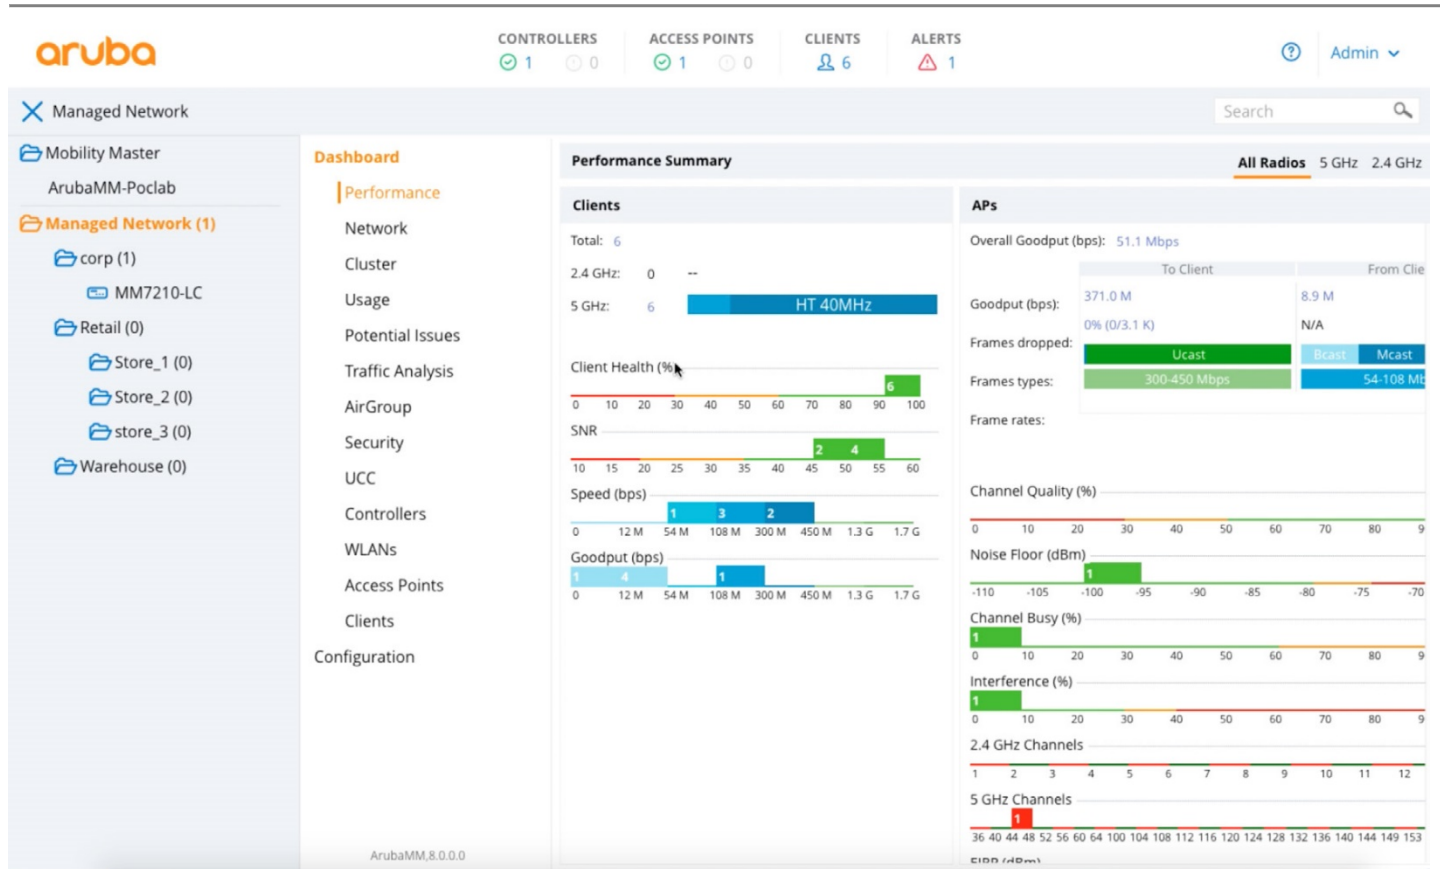 aruba
CONTROLLERS ACCESS POINTS CLIENTS ALERTS
1 0 1 0 6 1
Admin
Managed Network
Search
Mobility Master
ArubaMM-Poclab
Managed Network (1)
corp (1)
MM7210-LC
Retail (0)
Store_1 (0)
Store_2 (0)
store_3 (0)
Warehouse (0)
Dashboard
Performance
Network
Cluster
Usage
Potential Issues
Traffic Analysis
AirGroup
Security
UCC
Controllers
WLANs
Access Points
Clients
Configuration
ArubaMM,8.0.0.0
Performance Summary
All Radios 5 GHz 2.4 GHz
Clients
Total: 6
2.4 GHz: 0 --
5 GHz: 6 HT 40MHz
Client Health (%)
6
0 10 20 30 40 50 60 70 80 90 100
SNR
2 4
10 15 20 25 30 35 40 45 50 55 60
Speed (bps)
1 3 2
0 12 M 54 M 108 M 300 M 450 M 1.3 G 1.7 G
Goodput (bps)
1 4 1
0 12 M 54 M 108 M 300 M 450 M 1.3 G 1.7 G
APs
Overall Goodput (bps): 51.1 Mbps
To Client From Clie
Goodput (bps): 371.0 M 8.9 M
0% (0/3.1 K) N/A
Frames dropped:
Ucast Bcast Mcast
Frames types: 300-450 Mbps 54-108 Mb
Frame rates:
Channel Quality (%)
0 10 20 30 40 50 60 70 80 9
Noise Floor (dBm)
1
-110 -105 -100 -95 -90 -85 -80 -75 -70
Channel Busy (%)
1
0 10 20 30 40 50 60 70 80 9
Interference (%)
1
0 10 20 30 40 50 60 70 80 9
2.4 GHz Channels
1 2 3 4 5 6 7 8 9 10 11 12
5 GHz Channels
1
36 40 44 48 52 56 60 64 100 104 108 112 116 120 124 128 132 136 140 144 149 153
EIRP (dBm)